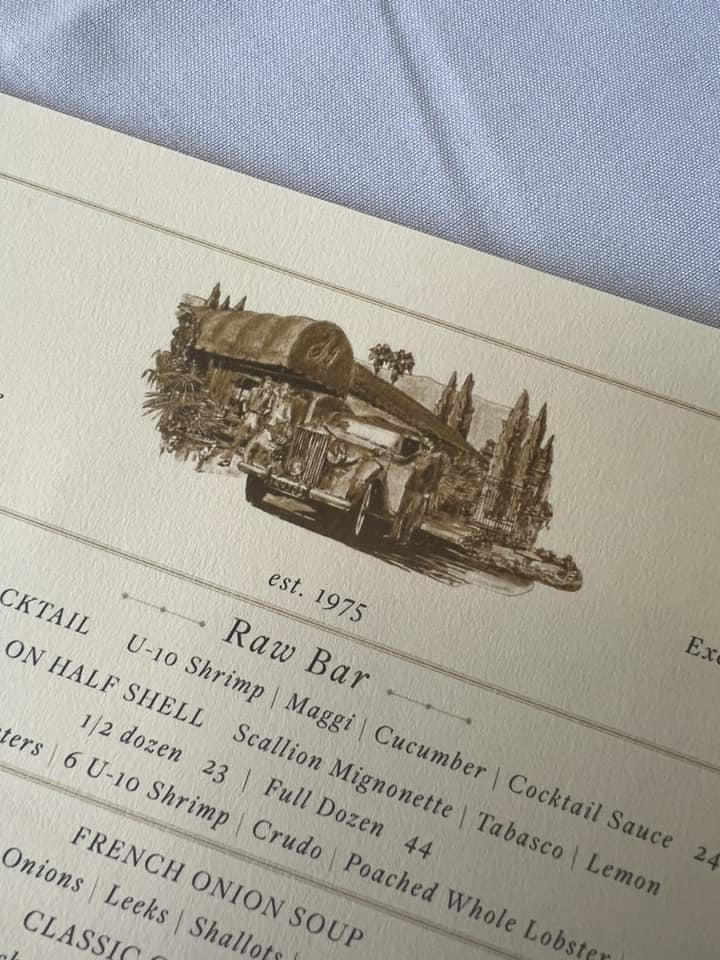 est. 1975
Raw Bar
CKTAIL U-10 Shrimp | Maggi | Cucumber | Cocktail Sauce 24
ON HALF SHELL Scallion Mignonette | Tabasco | Lemon
1/2 dozen 23 | Full Dozen 44
ters | 6 U-10 Shrimp | Crudo | Poached Whole Lobster |
FRENCH ONION SOUP
Onions | Leeks | Shallots |
CLASSIC
Exe